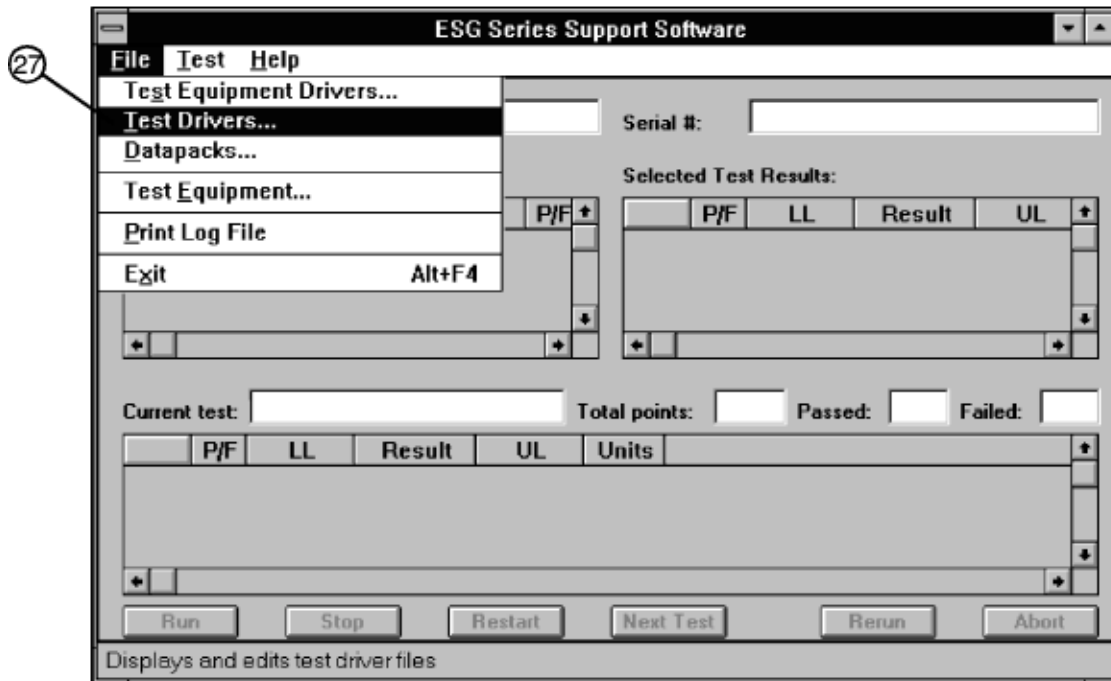 ESG Series Support Software
27
File Test Help
Test Equipment Drivers...
Test Drivers...
Datapacks...
Test Equipment...
Print Log File
Exit Alt+F4
Serial #:
Selected Test Results:
P/F
P/F LL Result UL
Current test: Total points: Passed: Failed:
P/F LL Result UL Units
Run Stop Restart Next Test Rerun Abort
Displays and edits test driver files